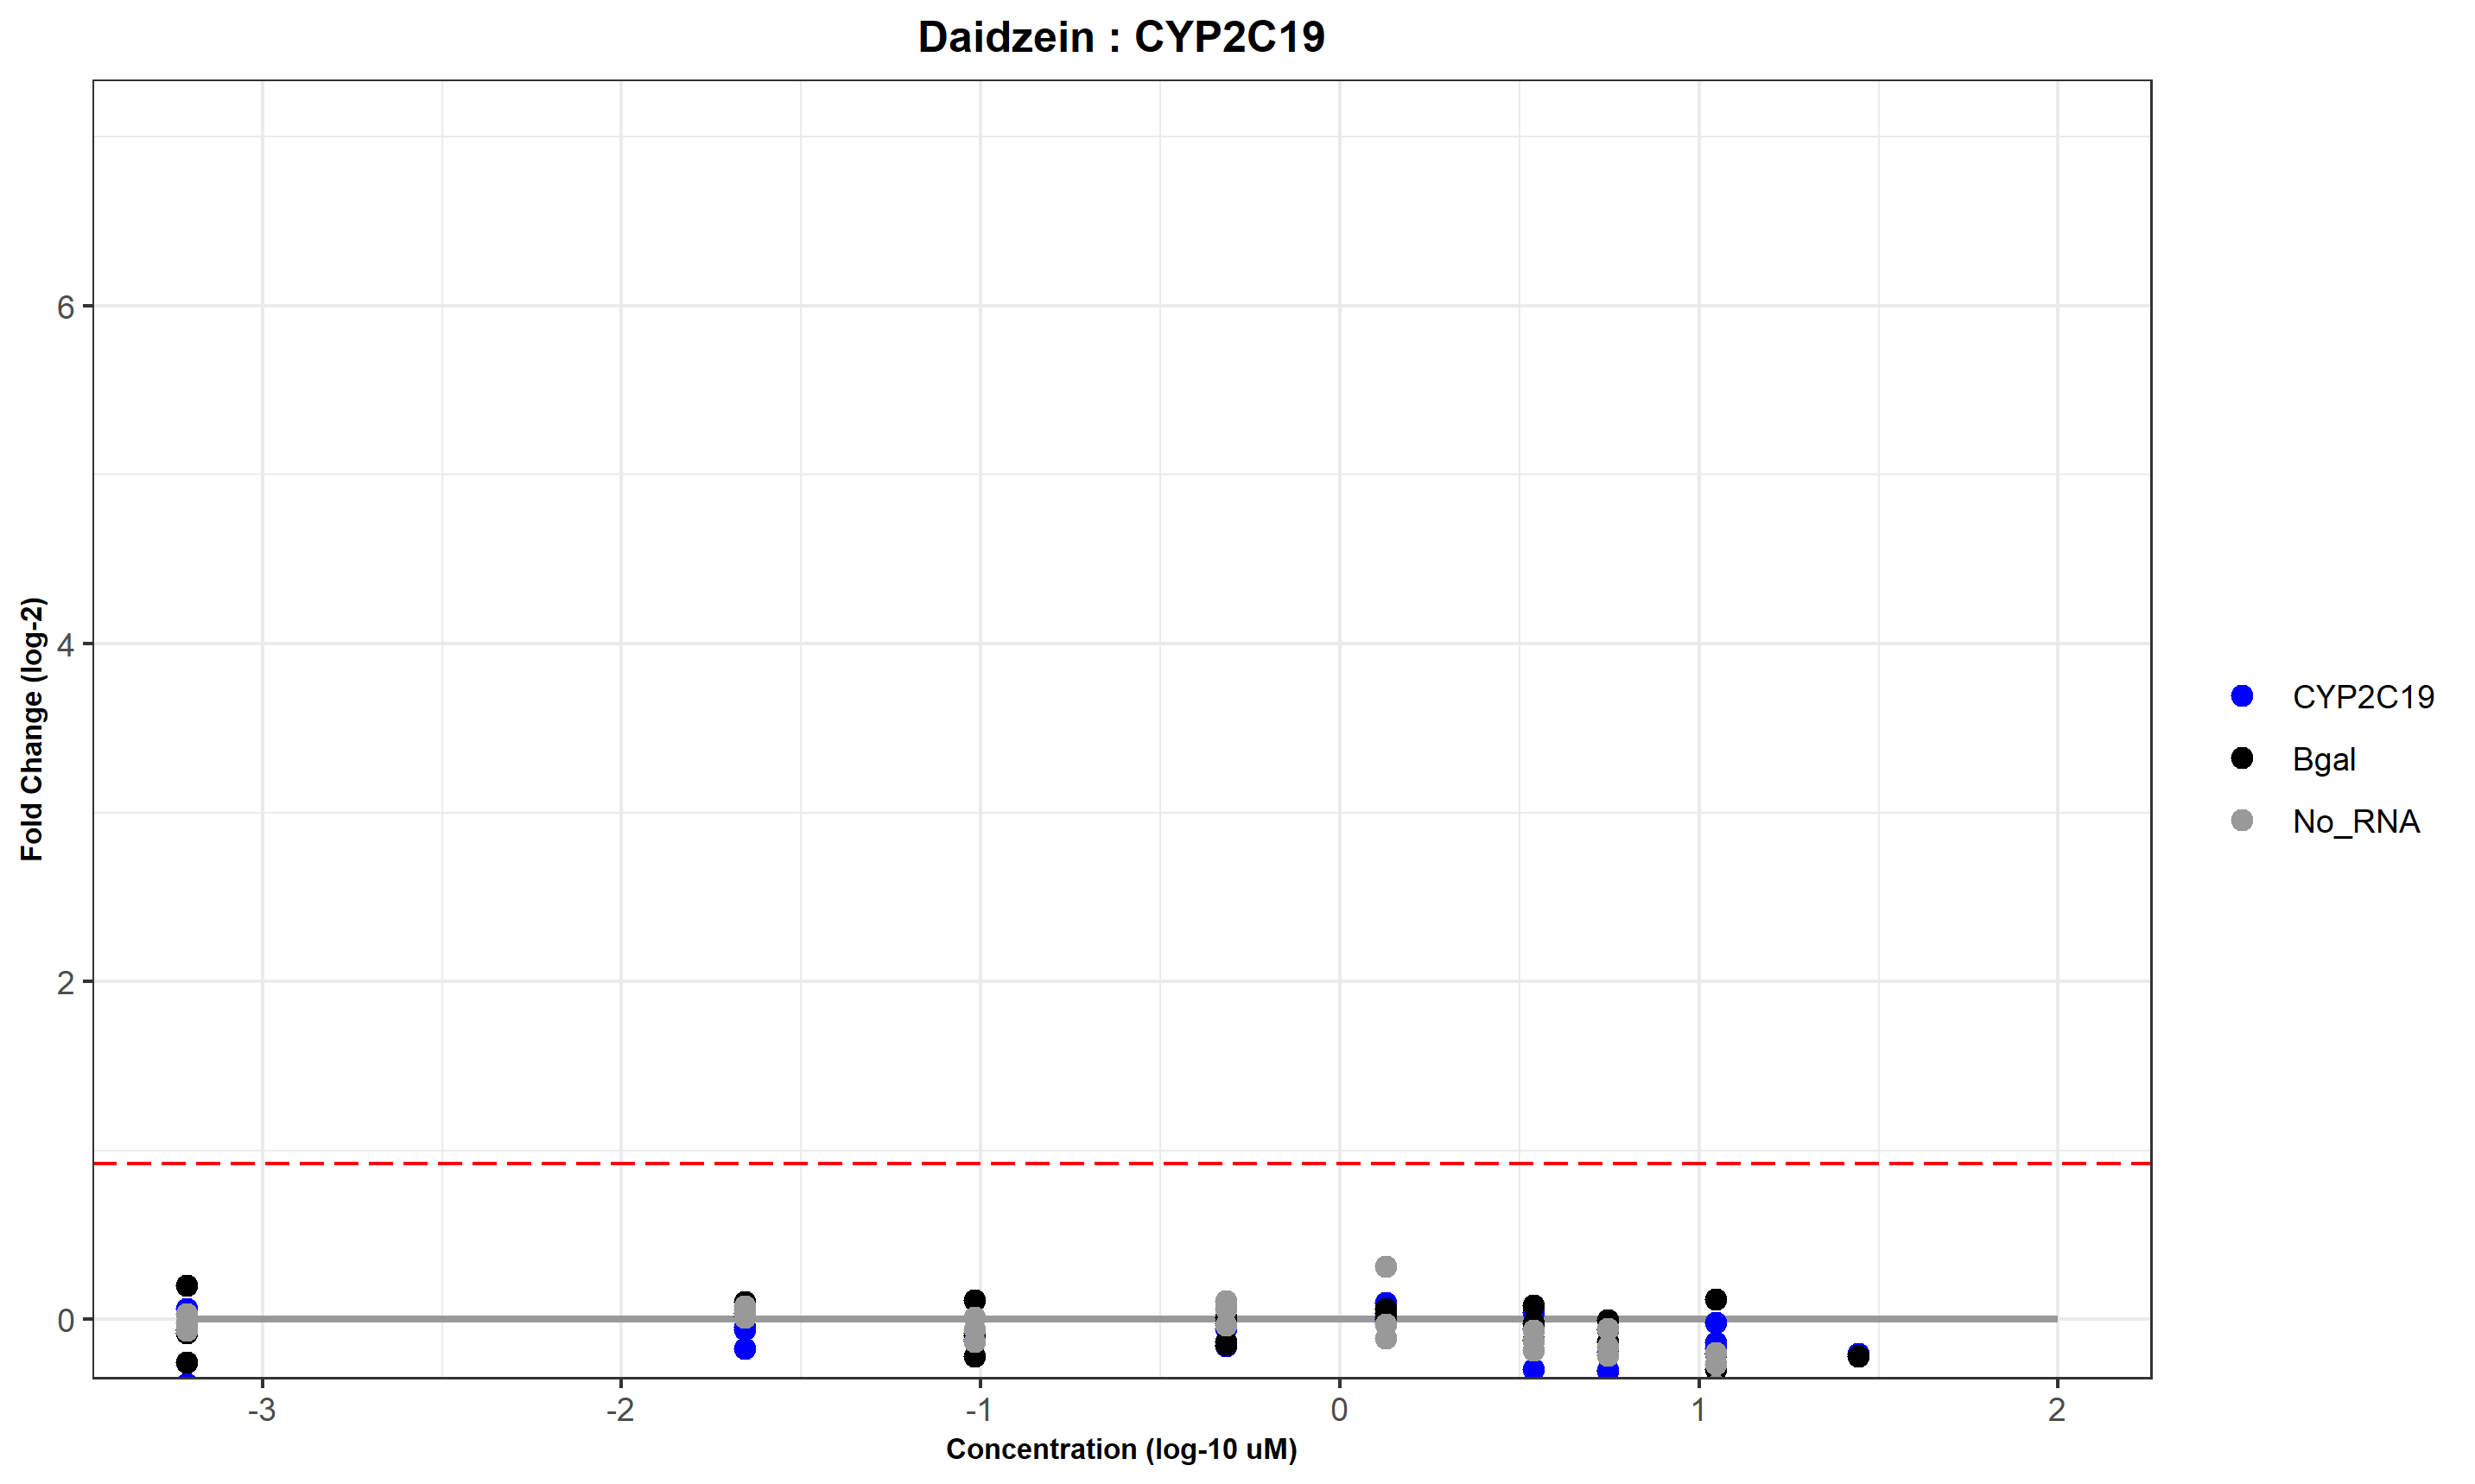 Daidzein : CYP2C19
Fold Change (log-2)
6
4
2
0
-3
-2
-1
0
1
2
Concentration (log-10 uM)
CYP2C19
Bgal
No_RNA